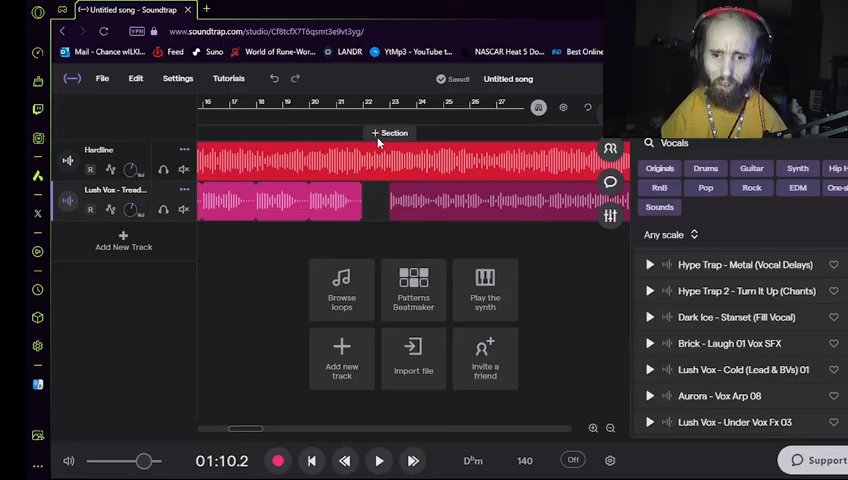 Untitled song - Soundtrap
VPN www.soundtrap.com/studio/Cf8tcfX7T6qsmt3e9vt3yg/
Mail - Chance wILKI... Feed Suno World of Rune-Wor... LANDR YtMp3 - YouTube t... NASCAR Heat 5 Do... Best Online
File Edit Settings Tutorials Saved! Untitled song
16 17 18 19 20 21 22 23 24 25 26 27
+ Section
Hardline
R
Lush Vox - Tread...
R
Add New Track
Browse loops
Patterns Beatmaker
Play the synth
Add new track
Import file
Invite a friend
Vocals
Originals Drums Guitar Synth Hip H
RnB Pop Rock EDM One-s
Sounds
Any scale
Hype Trap - Metal (Vocal Delays)
Hype Trap 2 - Turn It Up (Chants)
Dark Ice - Starset (Fill Vocal)
Brick - Laugh 01 Vox SFX
Lush Vox - Cold (Lead & BVs) 01
Aurora - Vox Arp 08
Lush Vox - Under Vox Fx 03
01:10.2 D♭m 140 Off Support